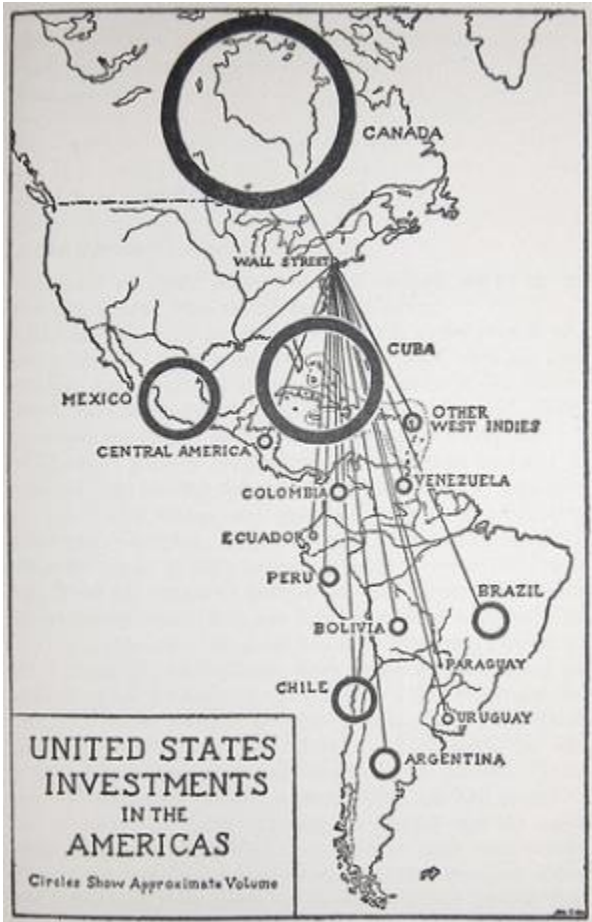 CANADA
WALL STREET
CUBA
MEXICO
OTHER
WEST INDIES
CENTRAL AMERICA
VENEZUELA
COLOMBIA
ECUADOR
PERU
BRAZIL
BOLIVIA
PARAGUAY
CHILE
URUGUAY
ARGENTINA
UNITED STATES
INVESTMENTS
IN THE
AMERICAS
Circles Show Approximate Volume